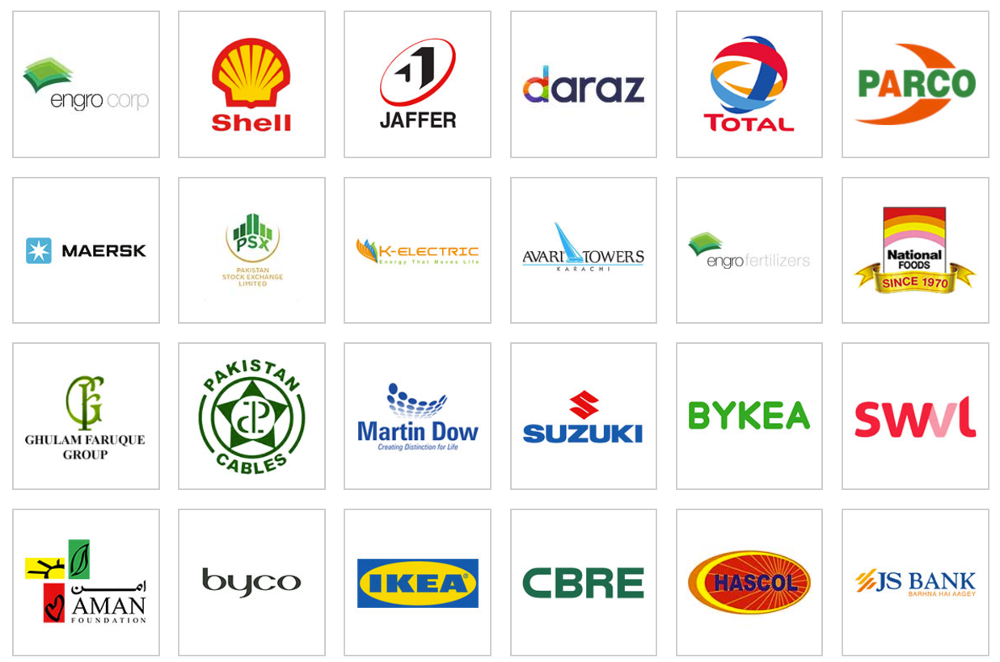 engro corp
Shell
JAFFER
daraz
TOTAL
PARCO
MAERSK
PSX
PAKISTAN
STOCK EXCHANGE
LIMITED
K-ELECTRIC
Energy That Moves Life
AVARI TOWERS
KARACHI
engro fertilizers
National
FOODS
SINCE 1970
GF
GHULAM FARUQUE
GROUP
PAKISTAN
CABLES
Martin Dow
Creating Distinction for Life
SUZUKI
BYKEA
swvl
امن
AMAN
FOUNDATION
byco
IKEA®
CBRE
HASCOL
JS BANK
BARHNA HAI AAGEY